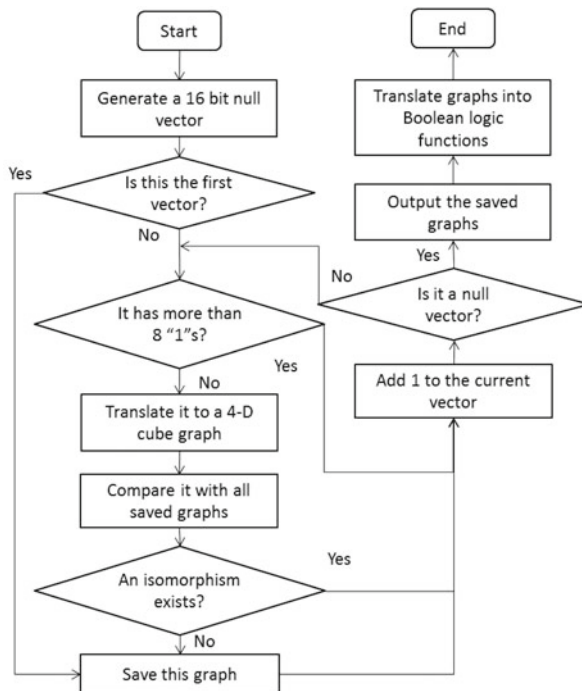 Start
Generate a 16 bit null
vector
Yes
Is this the first
vector?
No
It has more than
8 “1”s?
Yes
No
Translate it to a 4-D
cube graph
Compare it with all
saved graphs
An isomorphism
exists?
Yes
No
Save this graph
End
Translate graphs into
Boolean logic
functions
Output the saved
graphs
Yes
No
Is it a null
vector?
Add 1 to the current
vector